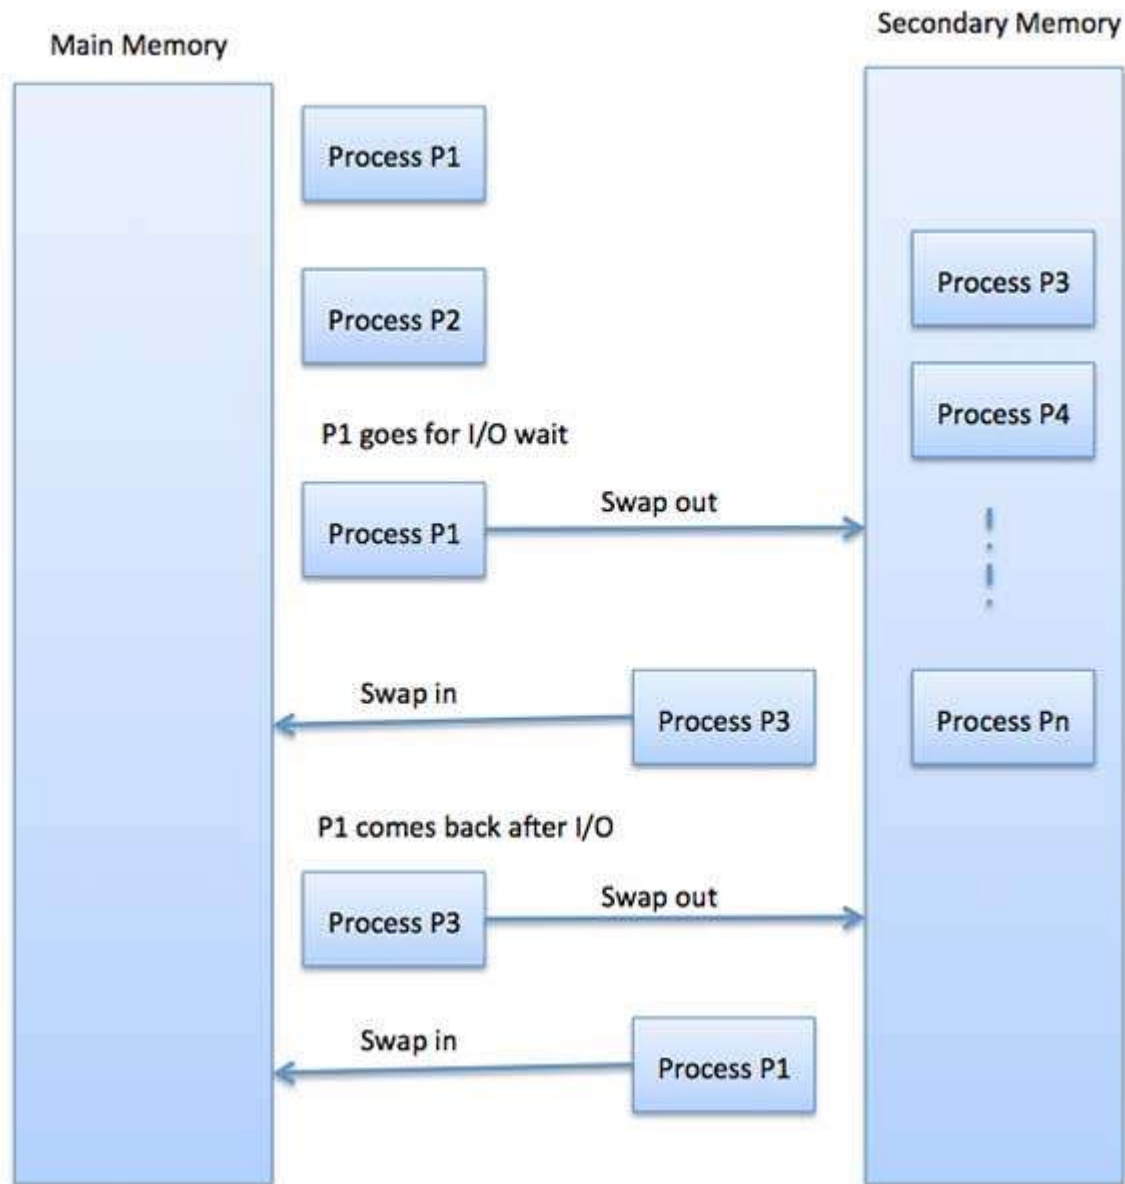 Main Memory
Secondary Memory
Process P1
Process P2
Process P3
Process P4
P1 goes for I/O wait
Process P1
Swap out
Swap in
Process P3
Process Pn
P1 comes back after I/O
Process P3
Swap out
Swap in
Process P1